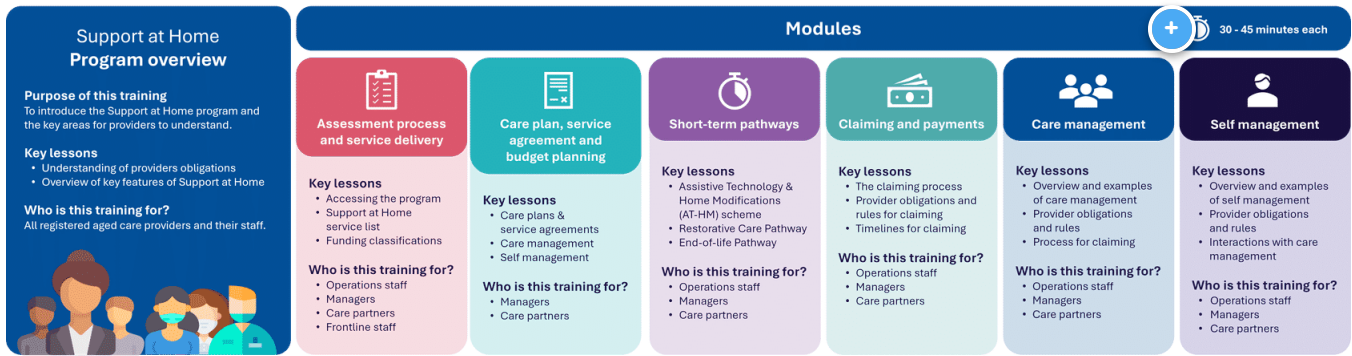 Support at Home
Program overview
Purpose of this training
To introduce the Support at Home program and
the key areas for providers to understand.
Key lessons
• Understanding of providers obligations
• Overview of key features of Support at Home
Who is this training for?
All registered aged care providers and their staff.
Modules
30 - 45 minutes each
Assessment process
and service delivery
Key lessons
• Accessing the program
• Support at Home
service list
• Funding classifications
Who is this training for?
• Operations staff
• Managers
• Care partners
• Frontline staff
Care plan, service
agreement and
budget planning
Key lessons
• Care plans &
service agreements
• Care management
• Self management
Who is this training for?
• Managers
• Care partners
Short-term pathways
Key lessons
• Assistive Technology &
Home Modifications
(AT-HM) scheme
• Restorative Care Pathway
• End-of-life Pathway
Who is this training for?
• Operations staff
• Managers
• Care partners
Claiming and payments
Key lessons
• The claiming process
• Provider obligations and
rules for claiming
• Timelines for claiming
Who is this training for?
• Operations staff
• Managers
• Care partners
Care management
Key lessons
• Overview and examples
of care management
• Provider obligations
and rules
• Process for claiming
Who is this training for?
• Operations staff
• Managers
• Care partners
Self management
Key lessons
• Overview and examples
of self management
• Provider obligations
and rules
• Interactions with care
management
Who is this training for?
• Operations staff
• Managers
• Care partners